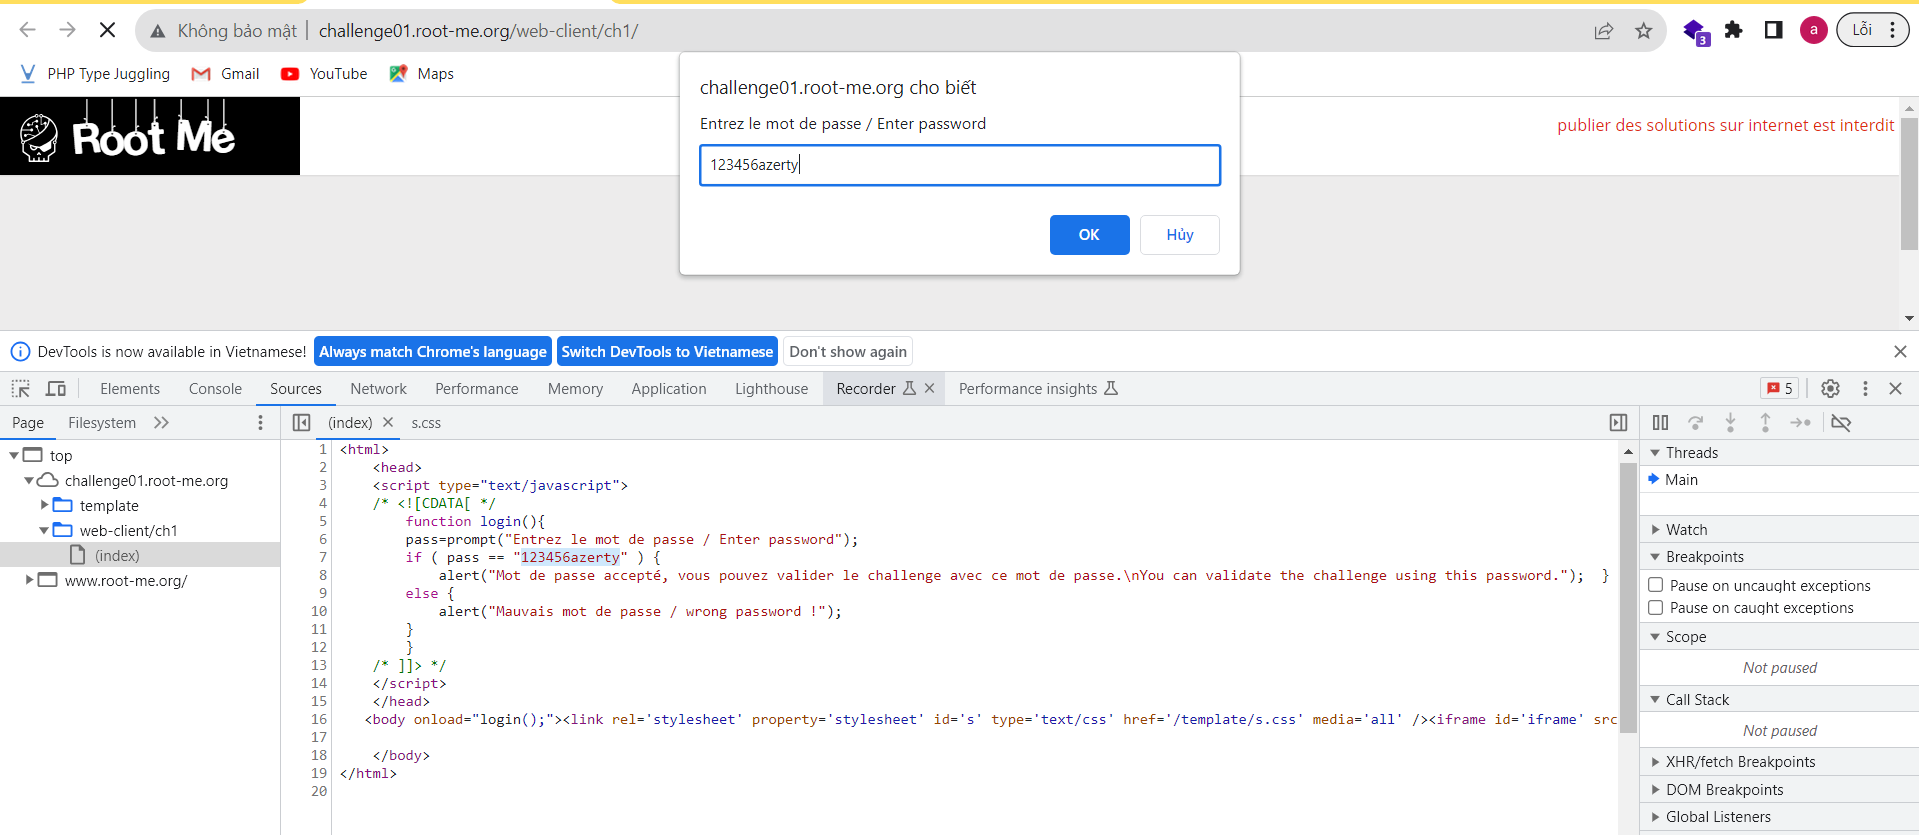 Không bảo mật | challenge01.root-me.org/web-client/ch1/
3
a
Lỗi
PHP Type Juggling
Gmail
YouTube
Maps
Root Me
publier des solutions sur internet est interdit
challenge01.root-me.org cho biết
Entrez le mot de passe / Enter password
123456azerty
OK
Hủy
DevTools is now available in Vietnamese!
Always match Chrome's language
Switch DevTools to Vietnamese
Don't show again
Elements
Console
Sources
Network
Performance
Memory
Application
Lighthouse
Recorder
Performance insights
5
Page
Filesystem
(index)
s.css
top
challenge01.root-me.org
template
web-client/ch1
(index)
www.root-me.org/
1 <html>
2 <head>
3 <script type="text/javascript">
4 /* <![CDATA[ */
5 function login(){
6 pass=prompt("Entrez le mot de passe / Enter password");
7 if ( pass == "123456azerty" ) {
8 alert("Mot de passe accepté, vous pouvez valider le challenge avec ce mot de passe.\nYou can validate the challenge using this password."); }
9 else {
10 alert("Mauvais mot de passe / wrong password !");
11 }
12 }
13 /* ]]> */
14 </script>
15 </head>
16 <body onload="login();"><link rel='stylesheet' property='stylesheet' id='s' type='text/css' href='/template/s.css' media='all' /><iframe id='iframe' src
17
18 </body>
19 </html>
20
Threads
Main
Watch
Breakpoints
Pause on uncaught exceptions
Pause on caught exceptions
Scope
Not paused
Call Stack
Not paused
XHR/fetch Breakpoints
DOM Breakpoints
Global Listeners